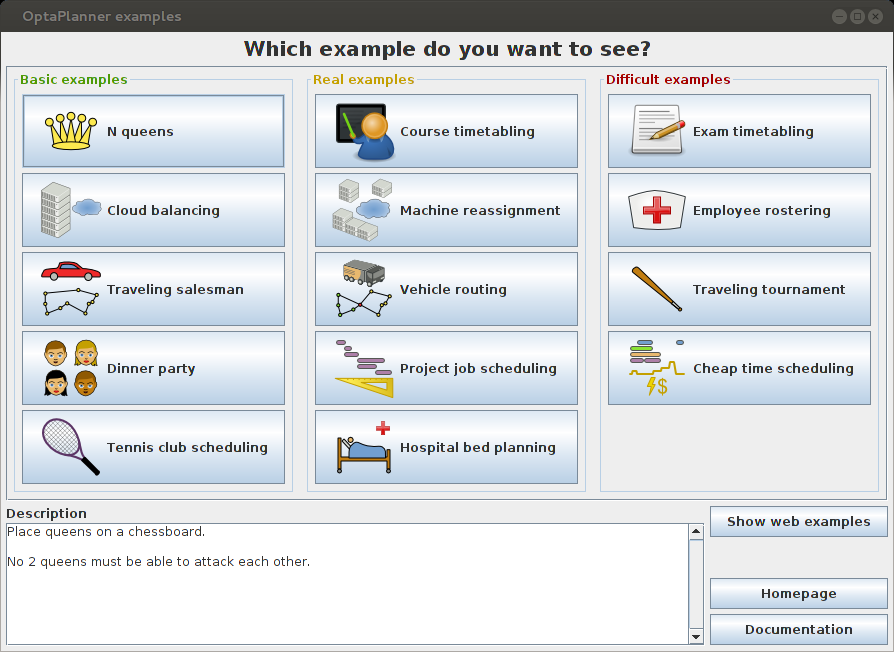 OptaPlanner examples
Which example do you want to see?
Basic examples
N queens
Cloud balancing
Traveling salesman
Dinner party
Tennis club scheduling
Real examples
Course timetabling
Machine reassignment
Vehicle routing
Project job scheduling
Hospital bed planning
Difficult examples
Exam timetabling
Employee rostering
Traveling tournament
$
Cheap time scheduling
Description
Place queens on a chessboard.
No 2 queens must be able to attack each other.
Show web examples
Homepage
Documentation